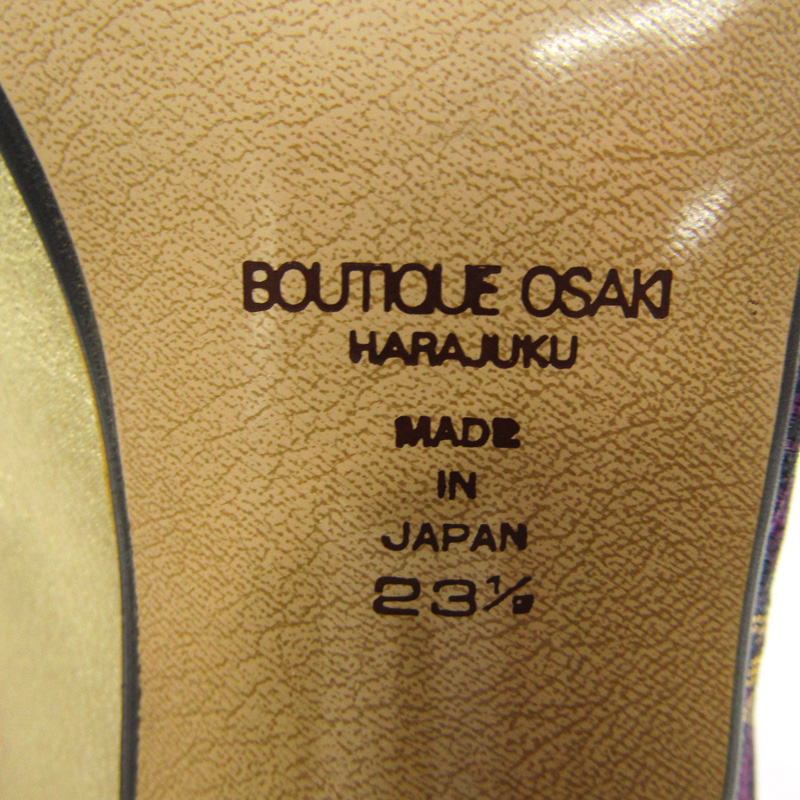 BOUTIQUE OSAKI
HARAJUKU
MADE
IN
JAPAN
23½